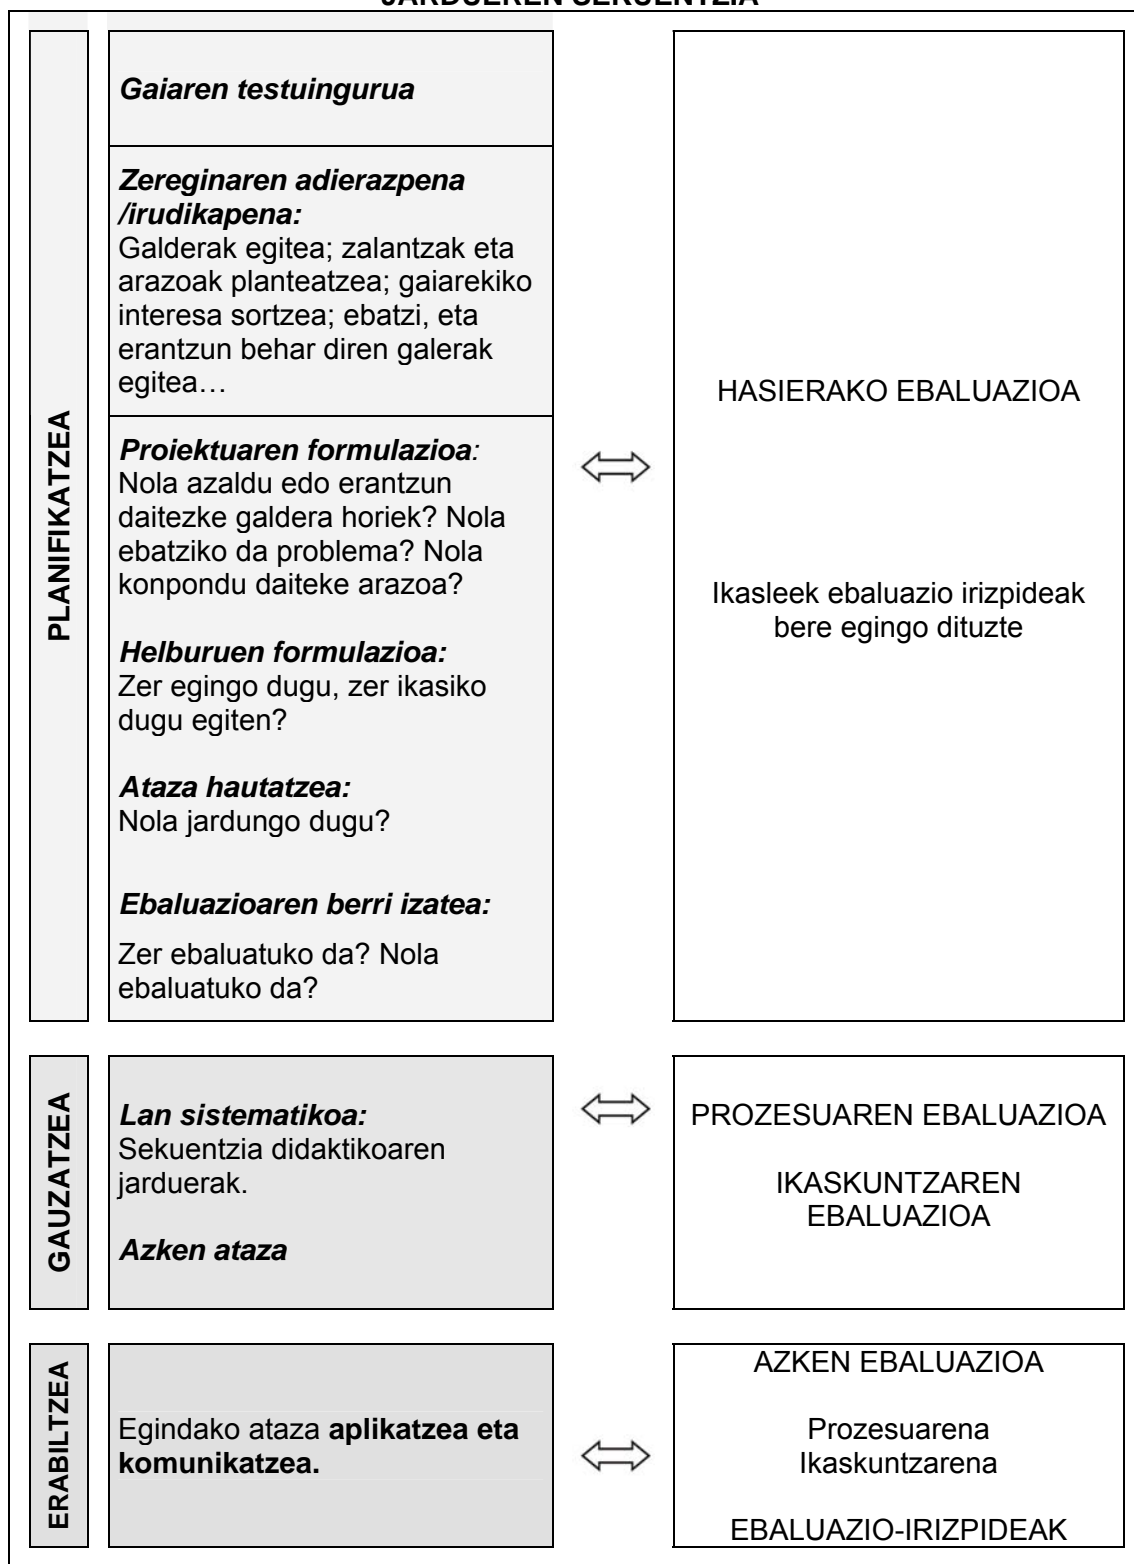 JARDUEREN SEKUENTZIA
PLANIFIKATZEA
Gaiaren testuingurua
Zereginaren adierazpena
/irudikapena:
Galderak egitea; zalantzak eta
arazoak planteatzea; gaiarekiko
interesa sortzea; ebatzi, eta
erantzun behar diren galerak
egitea…
Proiektuaren formulazioa:
Nola azaldu edo erantzun
daitezke galdera horiek? Nola
ebatziko da problema? Nola
konpondu daiteke arazoa?
Helburuen formulazioa:
Zer egingo dugu, zer ikasiko
dugu egiten?
Ataza hautatzea:
Nola jardungo dugu?
Ebaluazioaren berri izatea:
Zer ebaluatuko da? Nola
ebaluatuko da?
HASIERAKO EBALUAZIOA
Ikasleek ebaluazio irizpideak
bere egingo dituzte
GAUZATZEA
Lan sistematikoa:
Sekuentzia didaktikoaren
jarduerak.
Azken ataza
PROZESUAREN EBALUAZIOA
IKASKUNTZAREN
EBALUAZIOA
ERABILTZEA
Egindako ataza aplikatzea eta
komunikatzea.
AZKEN EBALUAZIOA
Prozesuarena
Ikaskuntzarena
EBALUAZIO-IRIZPIDEAK